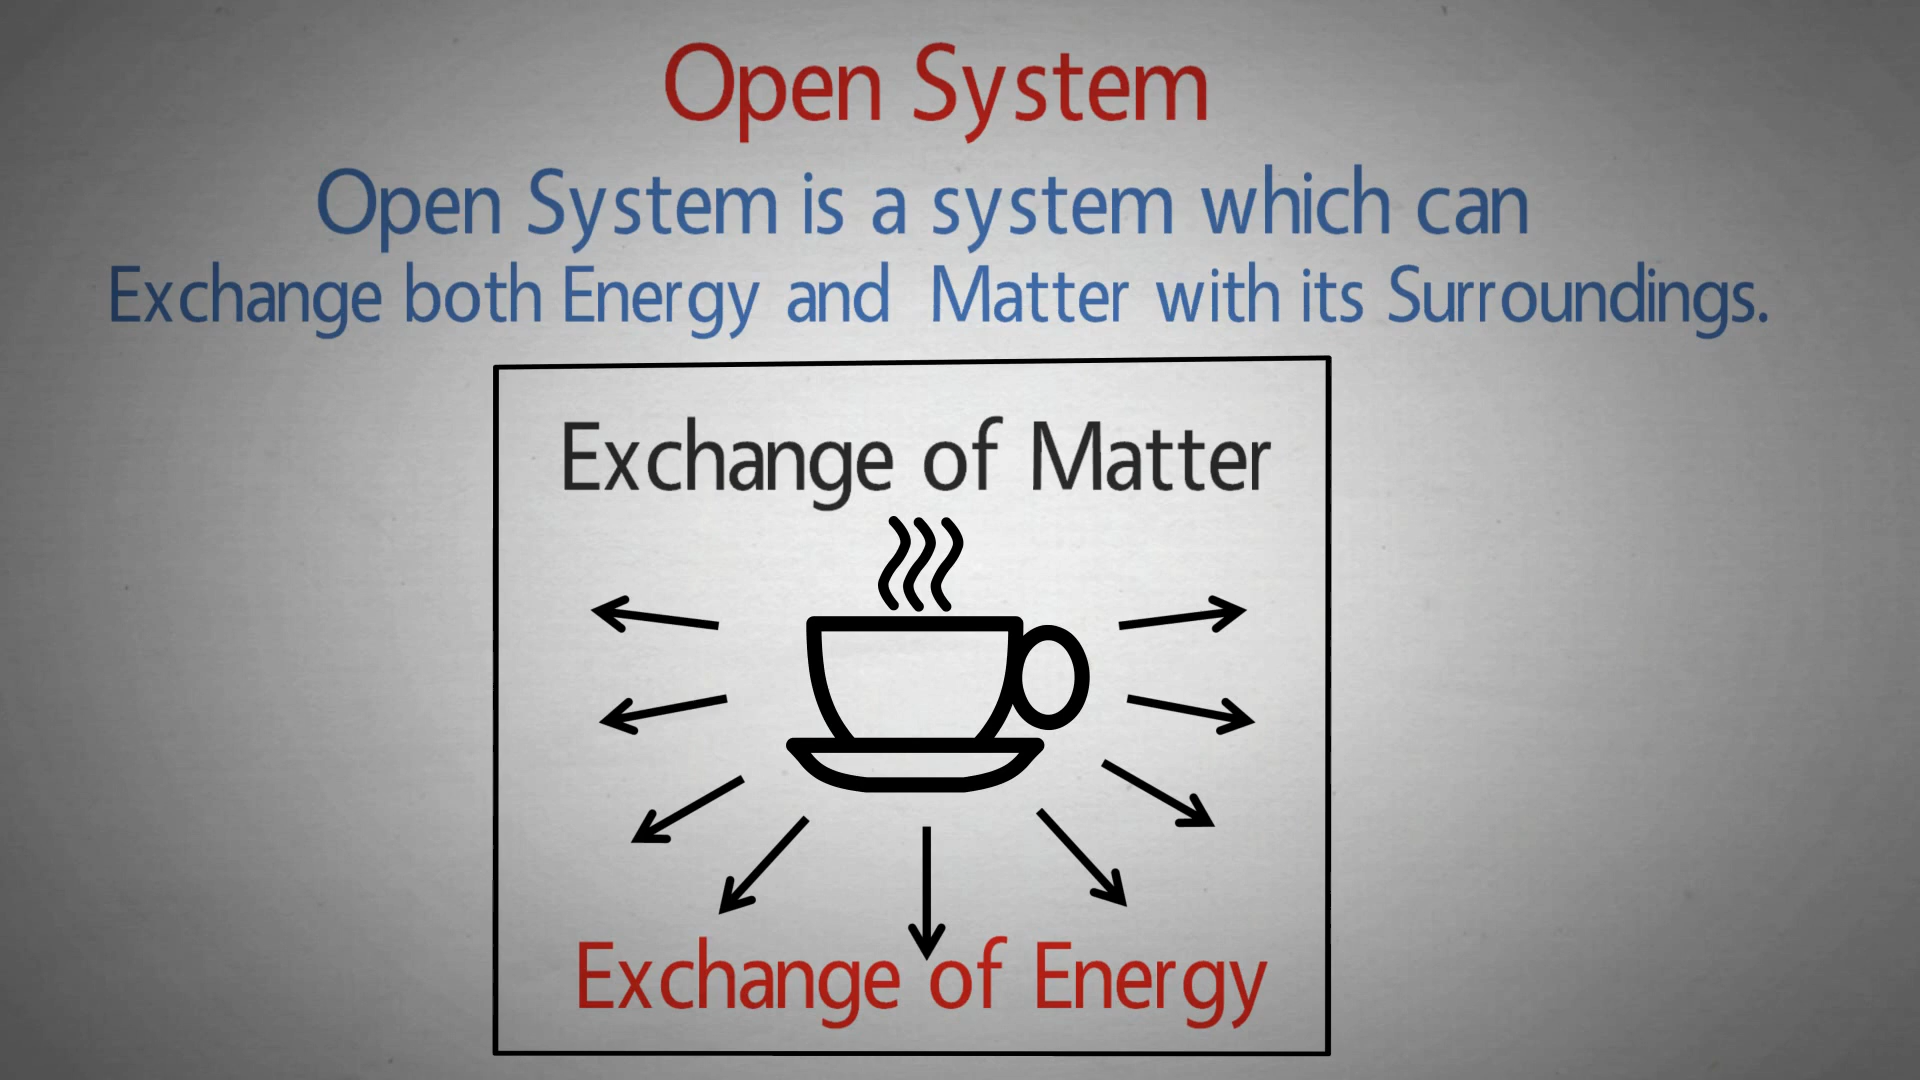 Open System
Open System is a system which can
Exchange both Energy and Matter with its Surroundings.
Exchange of Matter
Exchange of Energy